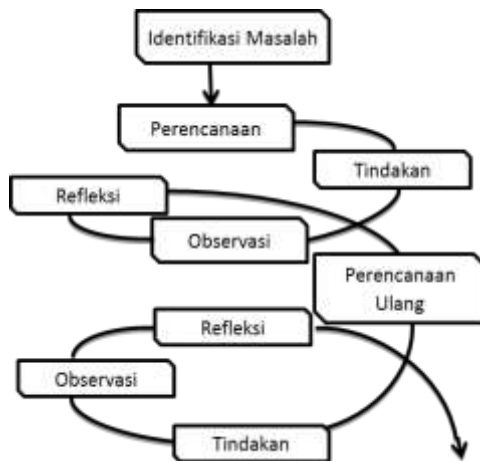 Identifikasi Masalah
Perencanaan
Tindakan
Refleksi
Observasi
Perencanaan
Ulang
Refleksi
Observasi
Tindakan